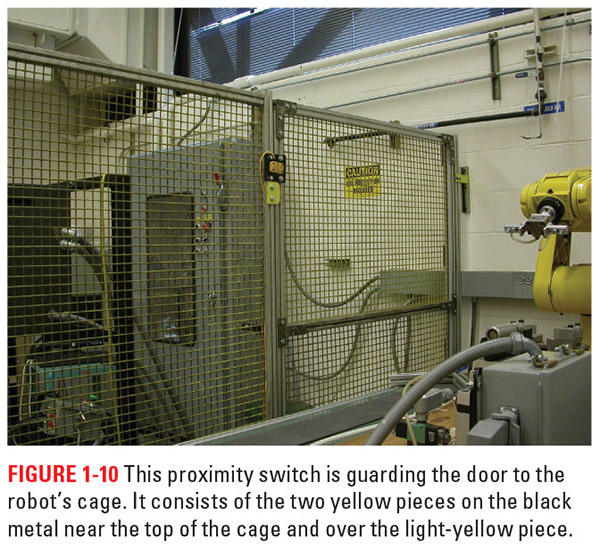 CAUTION
FIGURE 1-10 This proximity switch is guarding the door to the
robot’s cage. It consists of the two yellow pieces on the black
metal near the top of the cage and over the light-yellow piece.